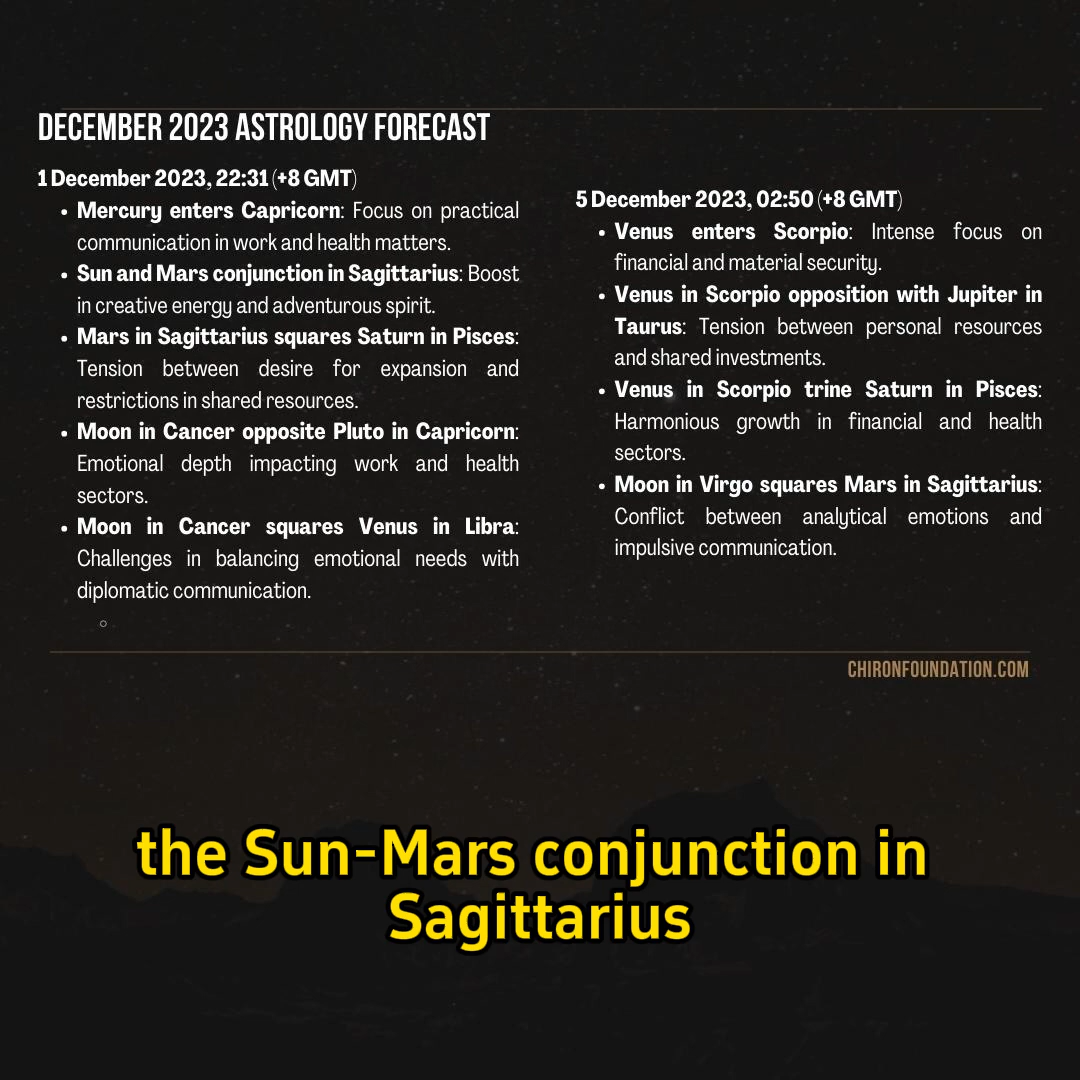 DECEMBER 2023 ASTROLOGY FORECAST
1 December 2023, 22:31 (+8 GMT)
• Mercury enters Capricorn: Focus on practical
communication in work and health matters.
• Sun and Mars conjunction in Sagittarius: Boost
in creative energy and adventurous spirit.
• Mars in Sagittarius squares Saturn in Pisces:
Tension between desire for expansion and
restrictions in shared resources.
• Moon in Cancer opposite Pluto in Capricorn:
Emotional depth impacting work and health
sectors.
• Moon in Cancer squares Venus in Libra:
Challenges in balancing emotional needs with
diplomatic communication.
5 December 2023, 02:50 (+8 GMT)
• Venus enters Scorpio: Intense focus on
financial and material security.
• Venus in Scorpio opposition with Jupiter in
Taurus: Tension between personal resources
and shared investments.
• Venus in Scorpio trine Saturn in Pisces:
Harmonious growth in financial and health
sectors.
• Moon in Virgo squares Mars in Sagittarius:
Conflict between analytical emotions and
impulsive communication.
CHIRONFOUNDATION.COM
the Sun-Mars conjunction in
Sagittarius